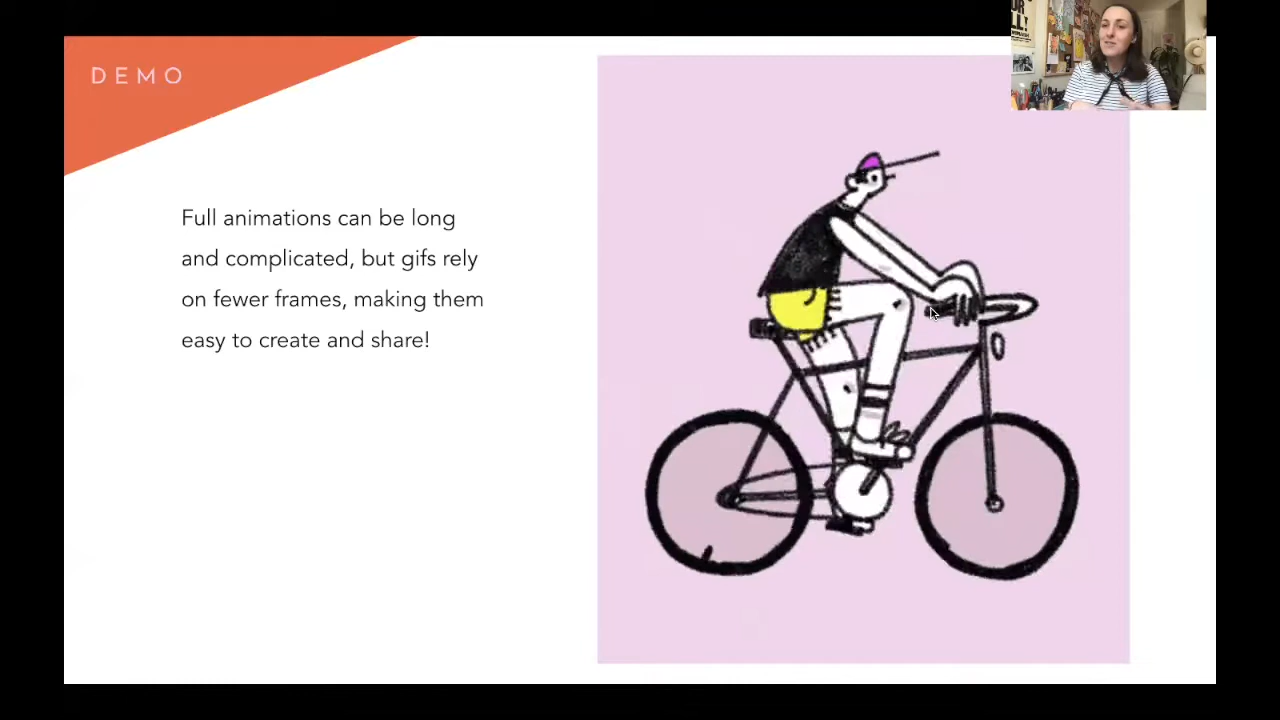 DEMO
Full animations can be long
and complicated, but gifs rely
on fewer frames, making them
easy to create and share!